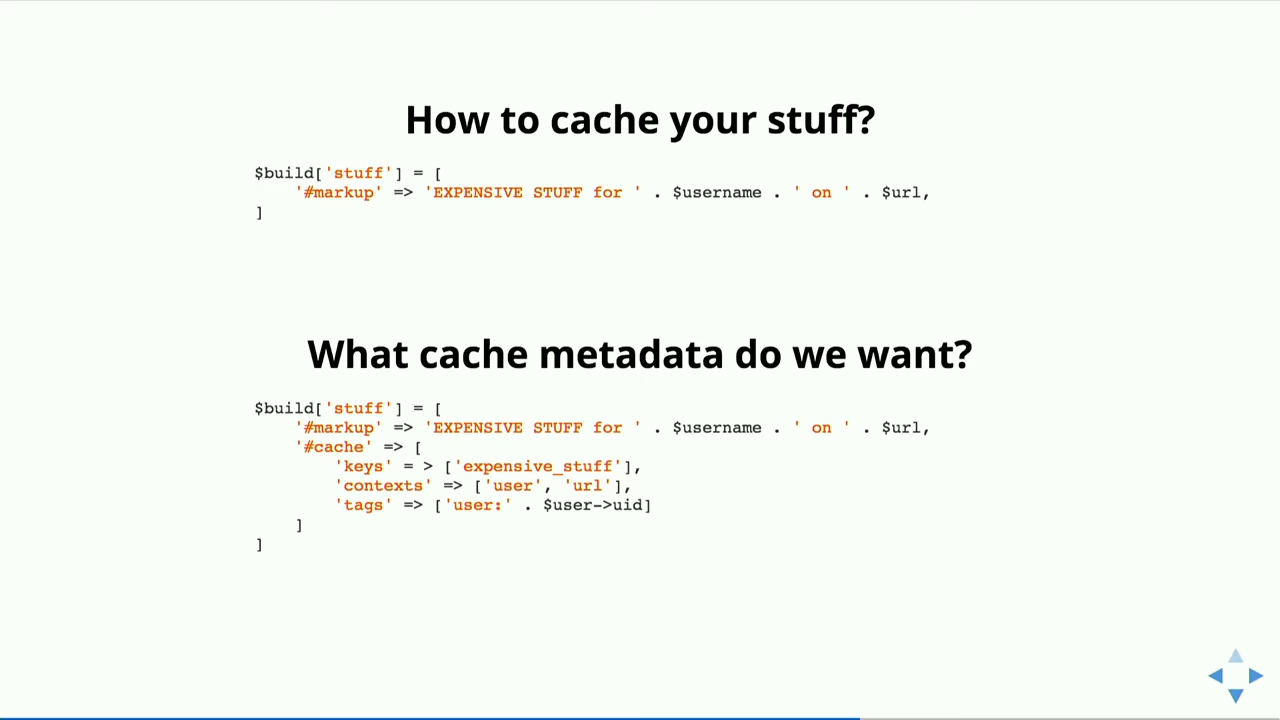 How to cache your stuff?
$build['stuff'] = [
    '#markup' => 'EXPENSIVE STUFF for ' . $username . ' on ' . $url,
]
What cache metadata do we want?
$build['stuff'] = [
    '#markup' => 'EXPENSIVE STUFF for ' . $username . ' on ' . $url,
    '#cache' => [
        'keys' = > ['expensive_stuff'],
        'contexts' => ['user', 'url'],
        'tags' => ['user:' . $user->uid]
    ]
]